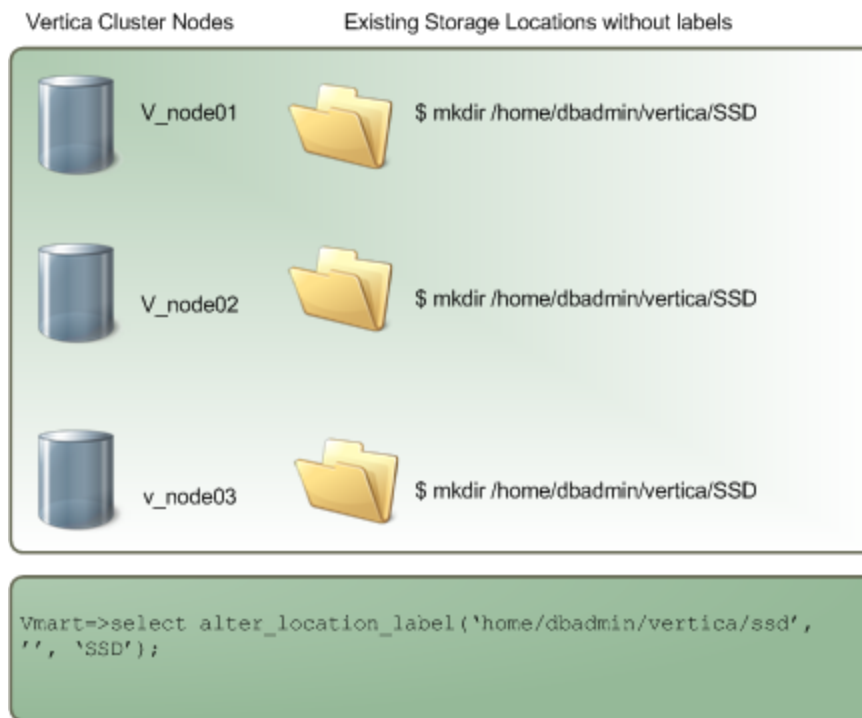 Vertica Cluster Nodes
Existing Storage Locations without labels
V_node01
$ mkdir /home/dbadmin/vertica/SSD
V_node02
$ mkdir /home/dbadmin/vertica/SSD
v_node03
$ mkdir /home/dbadmin/vertica/SSD
Vmart=>select alter_location_label(‘home/dbadmin/vertica/ssd’,
’’, ‘SSD’);